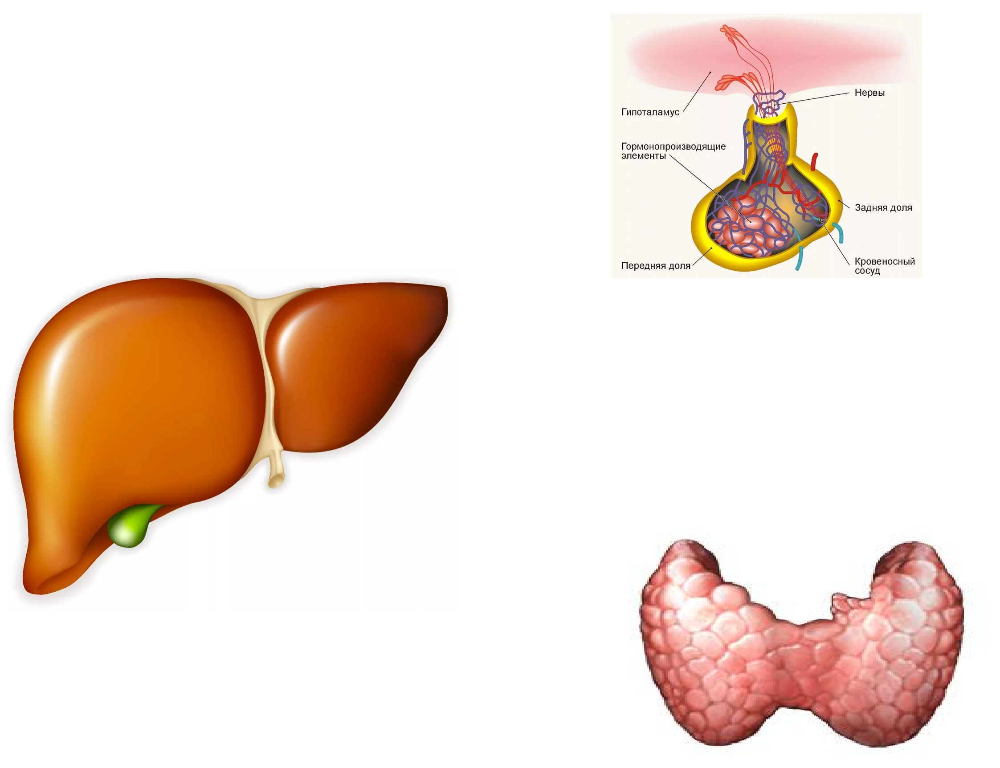 Нервы
Гипоталамус
Гормонопроизводящие
элементы
Задняя доля
Передняя доля
Кровеносный
сосуд